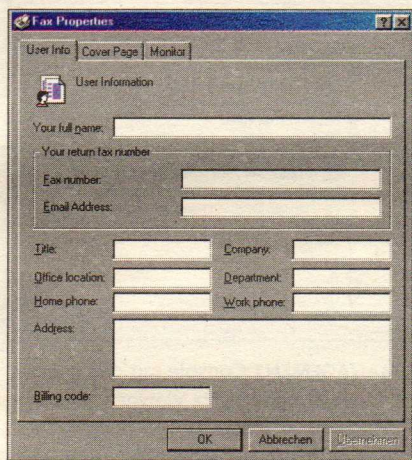 Fax Properties
User Info Cover Page Monitor
User Information
Your full name:
Your return fax number
Fax number:
Email Address:
Title: Company:
Office location: Department:
Home phone: Work phone:
Address:
Billing code:
OK Abbrechen Übernehmen